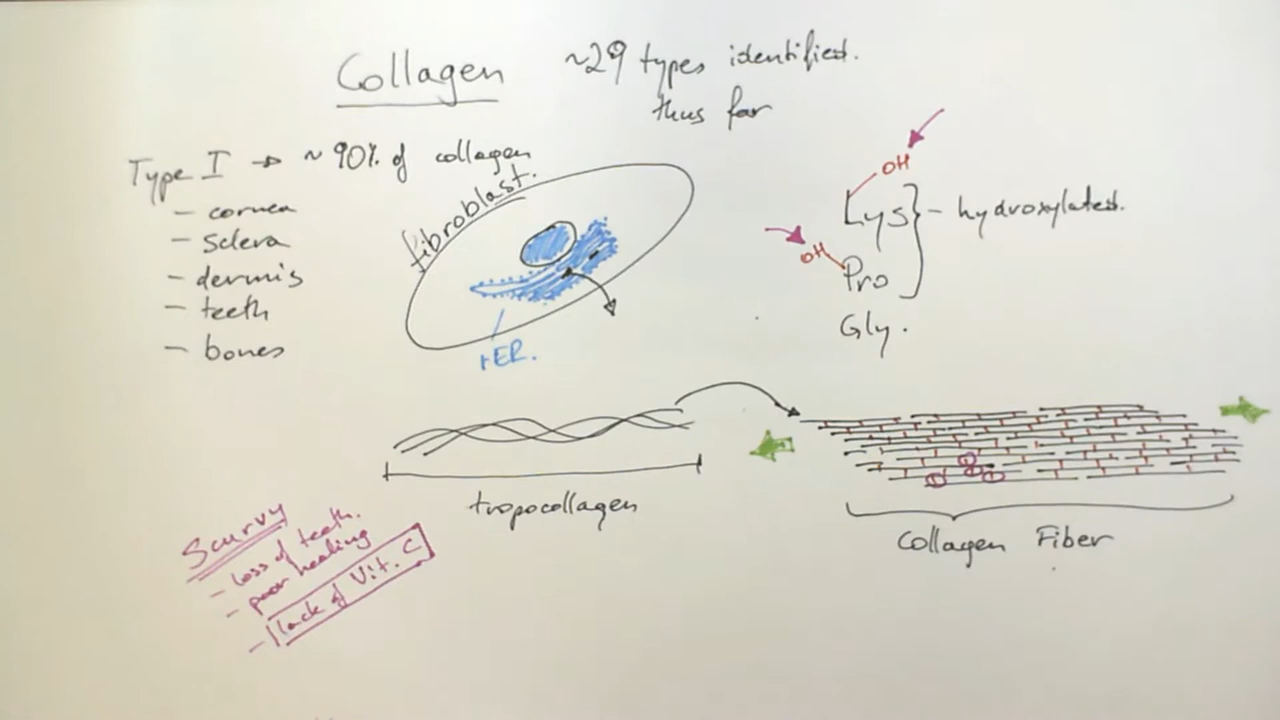 Collagen ~29 types identified.
thus far
Type I → ~ 90% of collagen
- cornea
- sclera
- dermis
- teeth
- bones
fibroblast.
rER.
OH
Lys } - hydroxylated.
OH
Pro
Gly.
tropocollagen
Collagen Fiber
Scurvy
- loss of teeth.
- poor healing
- lack of Vit. C